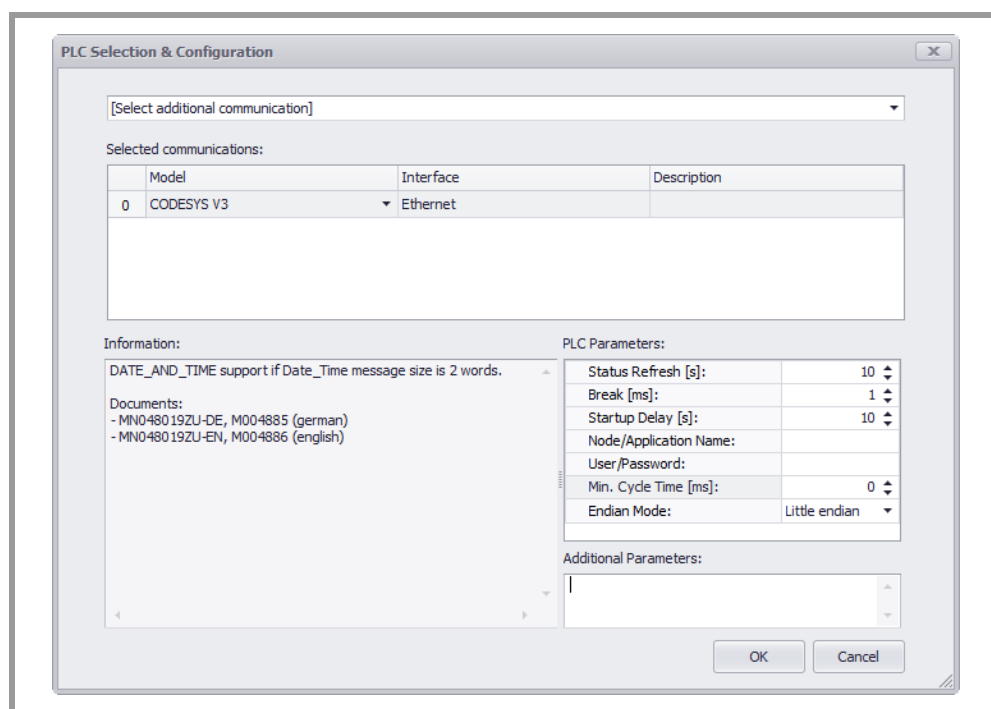 PLC Selection & Configuration
[Select additional communication]
Selected communications:
Model Interface Description
0 CODESYS V3 Ethernet
Information:
DATE_AND_TIME support if Date_Time message size is 2 words.
Documents:
- MN048019ZU-DE, M004885 (german)
- MN048019ZU-EN, M004886 (english)
PLC Parameters:
Status Refresh [s]: 10
Break [ms]: 1
Startup Delay [s]: 10
Node/Application Name:
User/Password:
Min. Cycle Time [ms]: 0
Endian Mode: Little endian
Additional Parameters:
OK Cancel